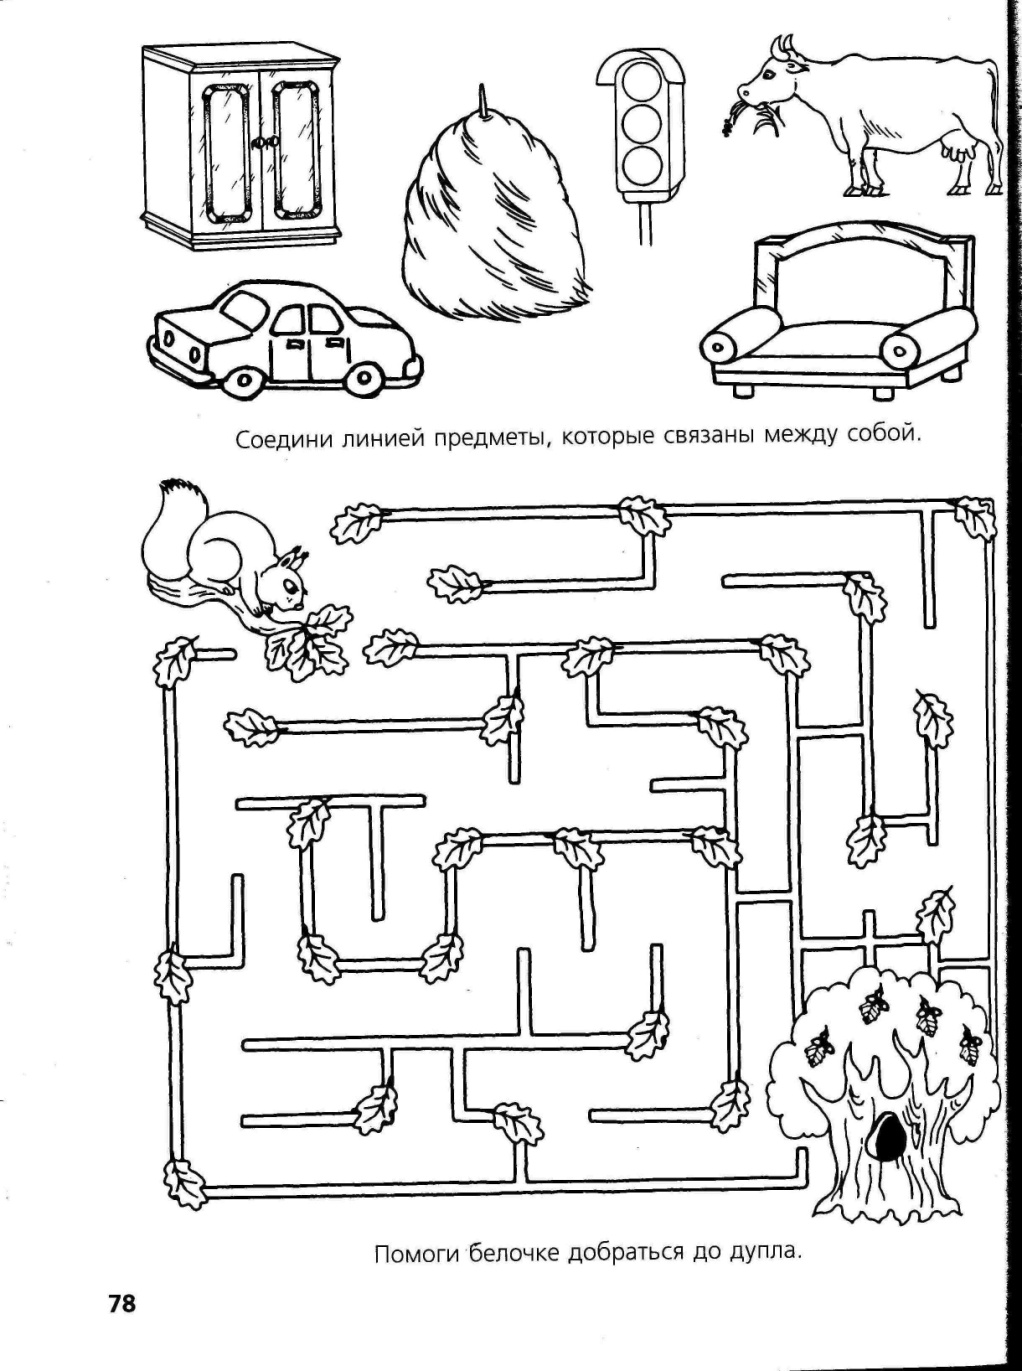 Соедини линией предметы, которые связаны между собой.
Помоги белочке добраться до дупла.
78